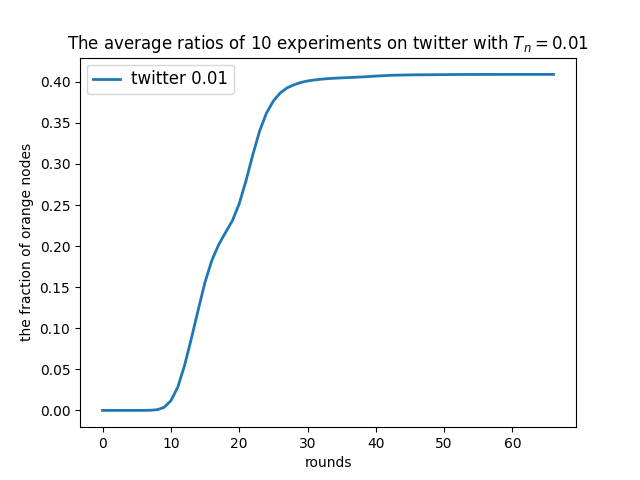 The average ratios of 10 experiments on twitter with $T_n = 0.01$
twitter 0.01
0.40
0.35
0.30
0.25
0.20
0.15
0.10
0.05
0.00
the fraction of orange nodes
0 10 20 30 40 50 60
rounds